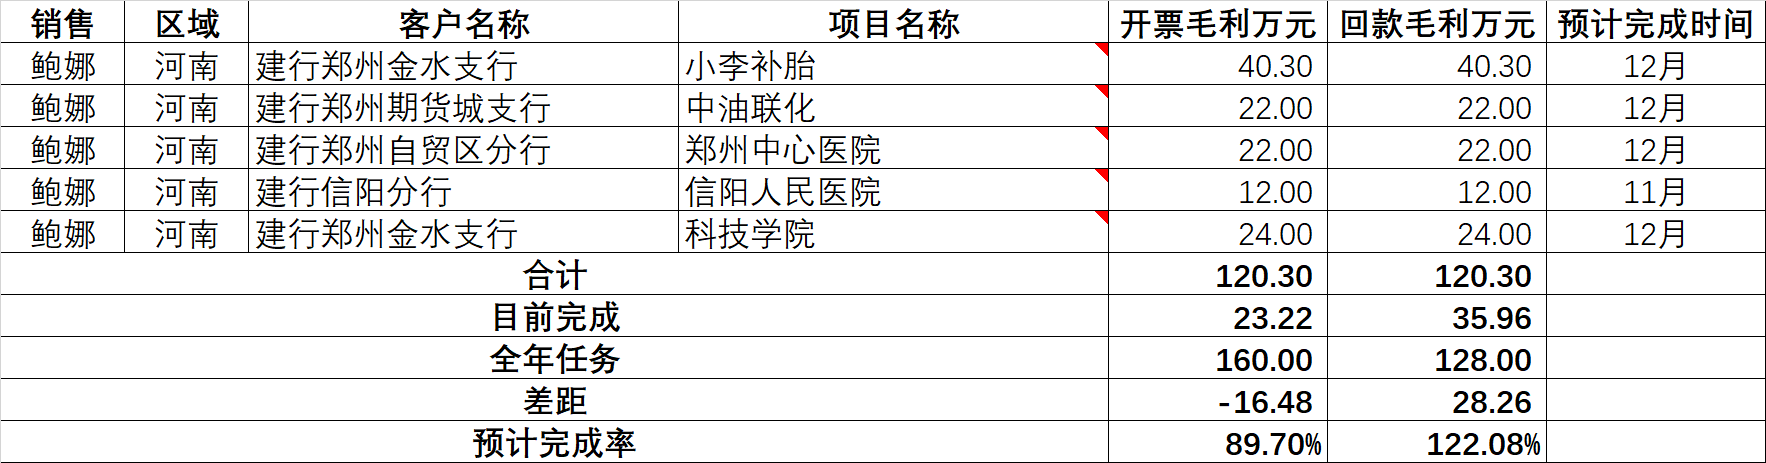 销售 区域 客户名称 项目名称 开票毛利万元 回款毛利万元 预计完成时间
鲍娜 河南 建行郑州金水支行 小李补胎 40.30 40.30 12月
鲍娜 河南 建行郑州期货城支行 中油联化 22.00 22.00 12月
鲍娜 河南 建行郑州自贸区分行 郑州中心医院 22.00 22.00 12月
鲍娜 河南 建行信阳分行 信阳人民医院 12.00 12.00 11月
鲍娜 河南 建行郑州金水支行 科技学院 24.00 24.00 12月
合计 120.30 120.30
目前完成 23.22 35.96
全年任务 160.00 128.00
差距 -16.48 28.26
预计完成率 89.70% 122.08%